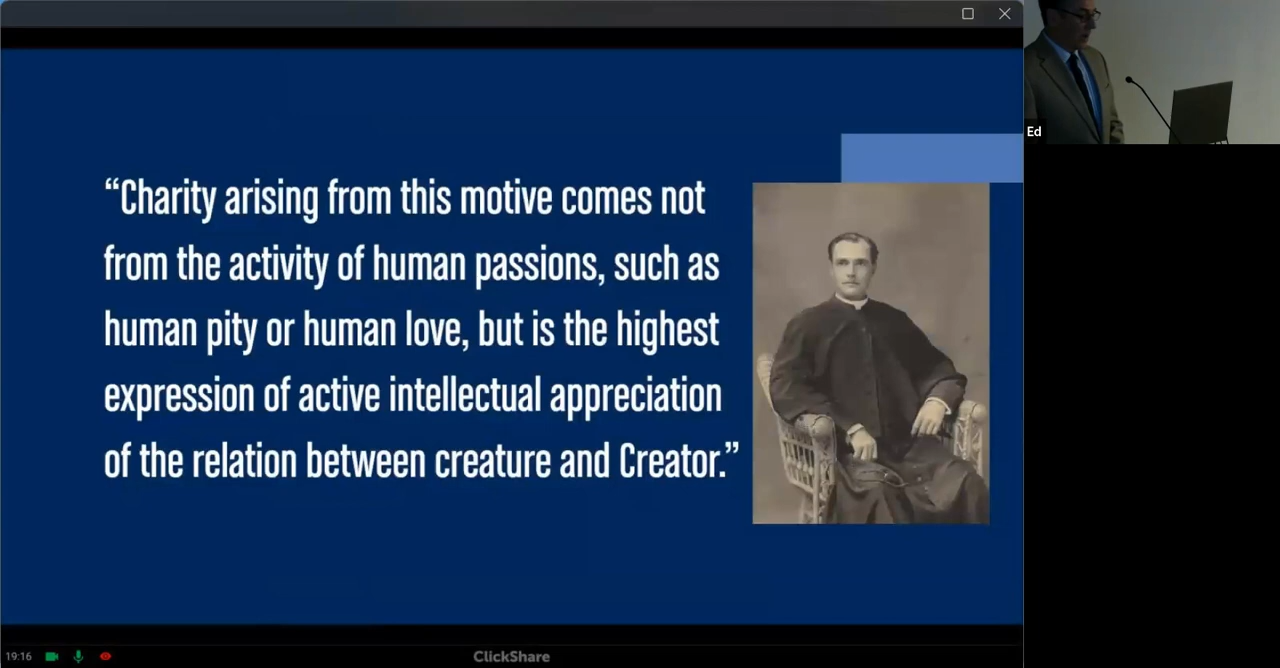 “Charity arising from this motive comes not
from the activity of human passions, such as
human pity or human love, but is the highest
expression of active intellectual appreciation
of the relation between creature and Creator.”
Ed
19:16
ClickShare